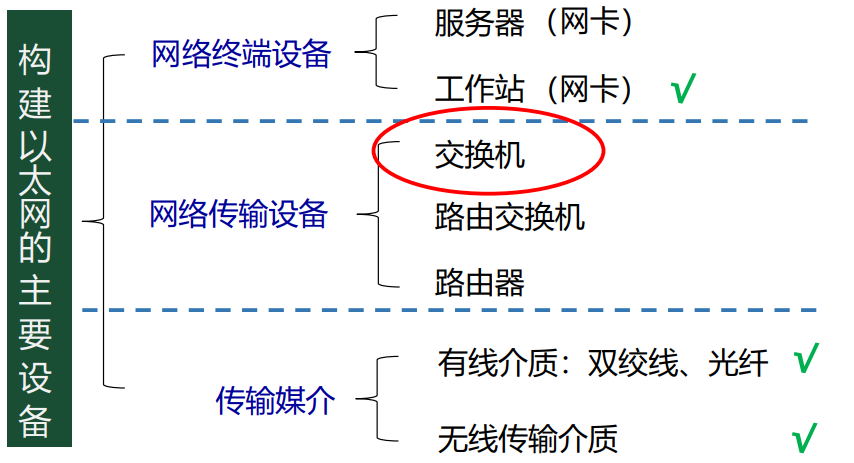 构建以太网的主要设备
网络终端设备
服务器（网卡）
工作站（网卡） √
网络传输设备
交换机
路由交换机
路由器
传输媒介
有线介质：双绞线、光纤 √
无线传输介质 √